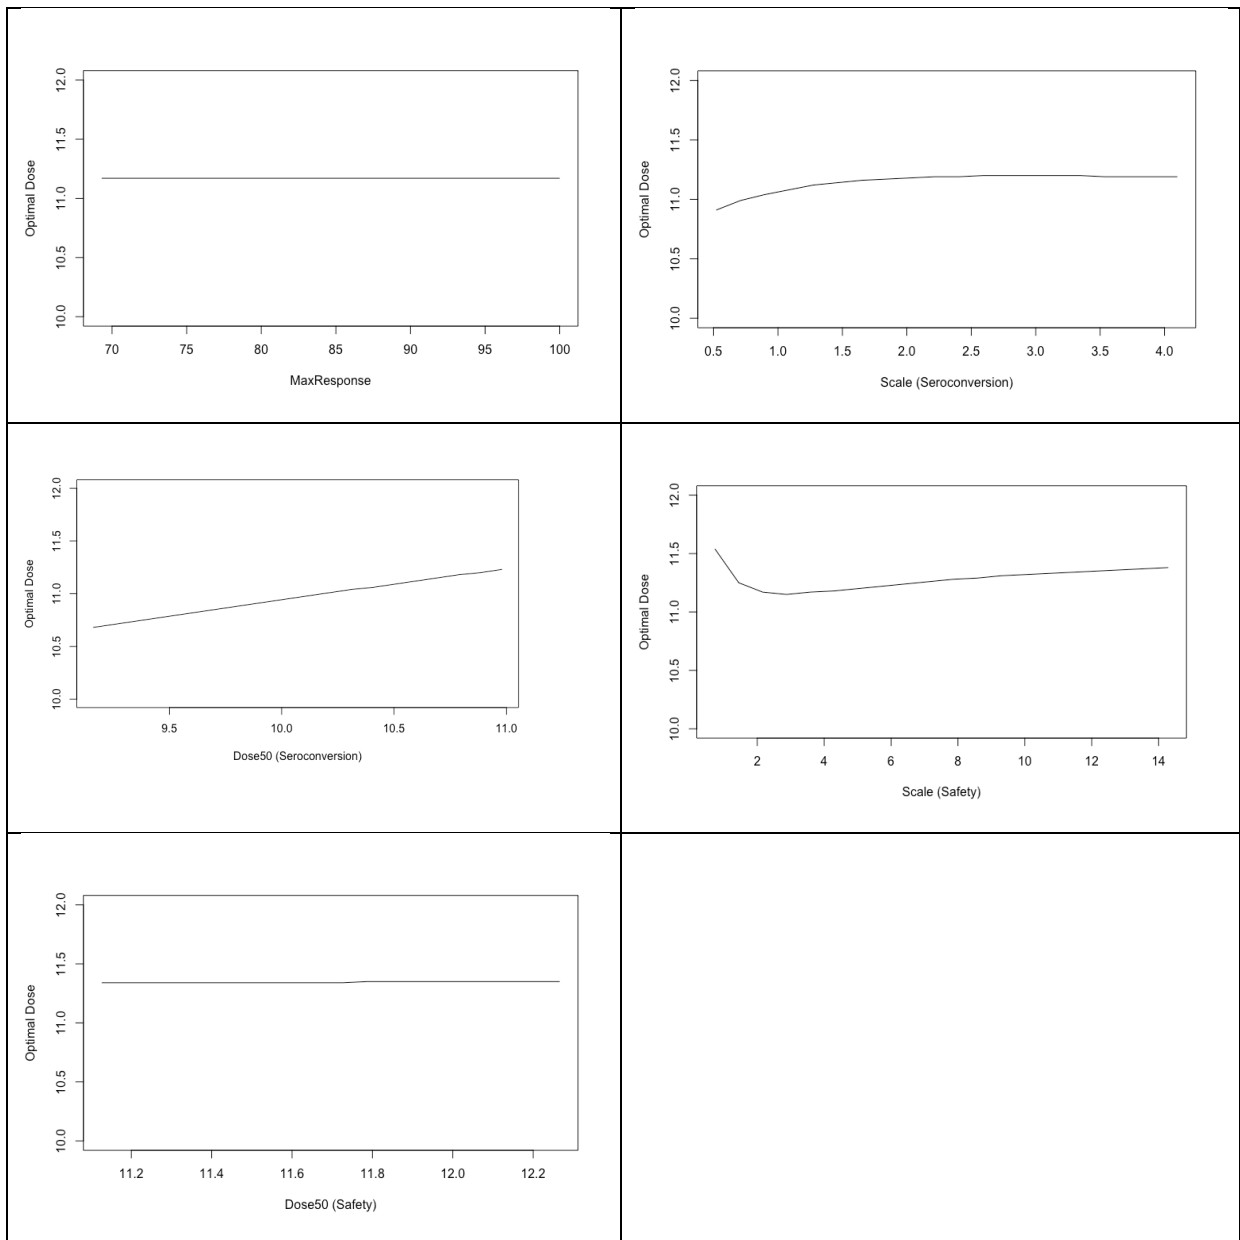 Optimal Dose
12.0
11.5
11.0
10.5
10.0
70 75 80 85 90 95 100
MaxResponse
Optimal Dose
12.0
11.5
11.0
10.5
10.0
0.5 1.0 1.5 2.0 2.5 3.0 3.5 4.0
Scale (Seroconversion)
Optimal Dose
12.0
11.5
11.0
10.5
10.0
9.5 10.0 10.5 11.0
Dose50 (Seroconversion)
Optimal Dose
12.0
11.5
11.0
10.5
10.0
2 4 6 8 10 12 14
Scale (Safety)
Optimal Dose
12.0
11.5
11.0
10.5
10.0
11.2 11.4 11.6 11.8 12.0 12.2
Dose50 (Safety)